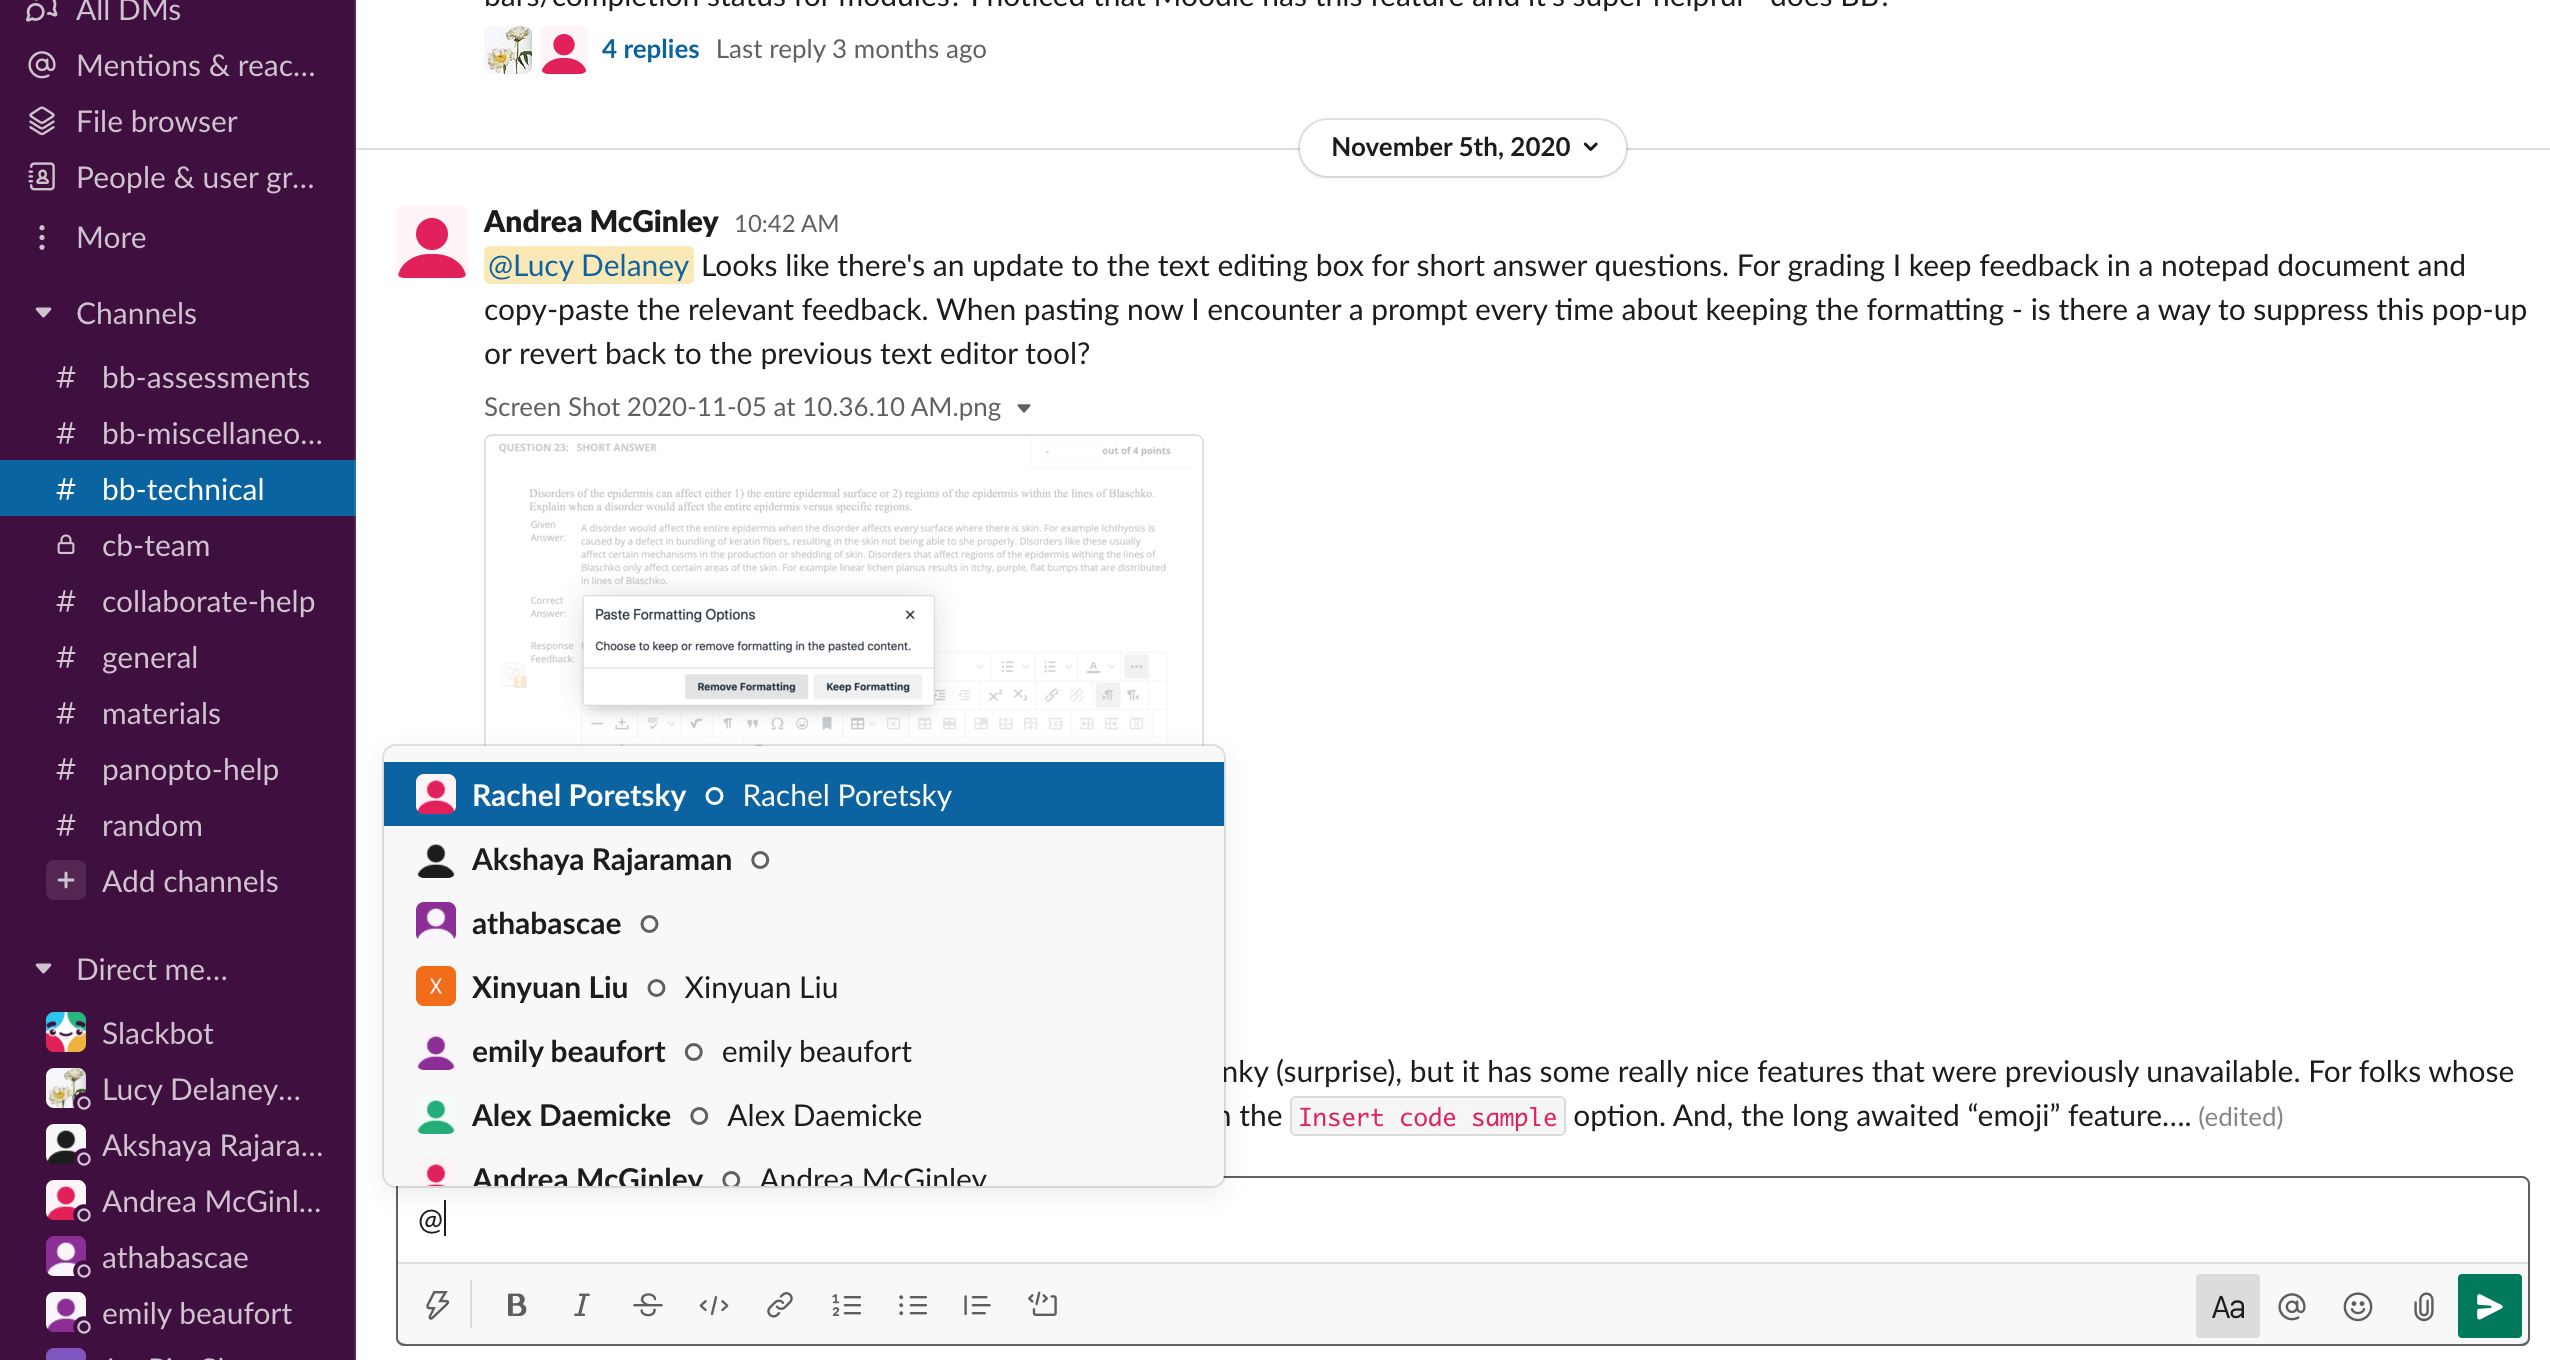 All DMs
Mentions & reac...
File browser
People & user gr...
More
Channels
# bb-assessments
# bb-miscellaneo...
# bb-technical
cb-team
# collaborate-help
# general
# materials
# panopto-help
# random
+ Add channels
Direct me...
Slackbot
Lucy Delaney...
Akshaya Rajara...
Andrea McGinl...
athabascae
emily beaufort
bars/completion status for modules? I noticed that Moodle has this feature and it's super helpful - does BB?
4 replies Last reply 3 months ago
November 5th, 2020
Andrea McGinley 10:42 AM
@Lucy Delaney Looks like there's an update to the text editing box for short answer questions. For grading I keep feedback in a notepad document and
copy-paste the relevant feedback. When pasting now I encounter a prompt every time about keeping the formatting - is there a way to suppress this pop-up
or revert back to the previous text editor tool?
Screen Shot 2020-11-05 at 10.36.10 AM.png
QUESTION 23: SHORT ANSWER
- out of 4 points
Disorders of the epidermis can affect either 1) the entire epidermal surface or 2) regions of the epidermis within the lines of Blaschko.
Explain when a disorder would affect the entire epidermis versus specific regions.
Given
Answer:
A disorder would affect the entire epidermis when the disorder affects every surface where there is skin. For example Ichthyosis is
caused by a defect in bundling of keratin fibers, resulting in the skin not being able to she properly. Disorders like these usually
affect certain mechanisms in the production or shedding of skin. Disorders that affect regions of the epidermis withing the lines of
Blaschko only affect certain areas of the skin. For example linear lichen planus results in itchy, purple, flat bumps that are distributed
in lines of Blaschko.
Correct
Answer:
Response
Feedback:
Paste Formatting Options
Choose to keep or remove formatting in the pasted content.
Remove Formatting Keep Formatting
Rachel Poretsky Rachel Poretsky
Akshaya Rajaraman
athabascae
X Xinyuan Liu Xinyuan Liu
emily beaufort emily beaufort
Alex Daemicke Alex Daemicke
Andrea McGinley Andrea McGinley
(surprise), but it has some really nice features that were previously unavailable. For folks whose
the Insert code sample option. And, the long awaited “emoji” feature.... (edited)
@
B I S </> Aa @